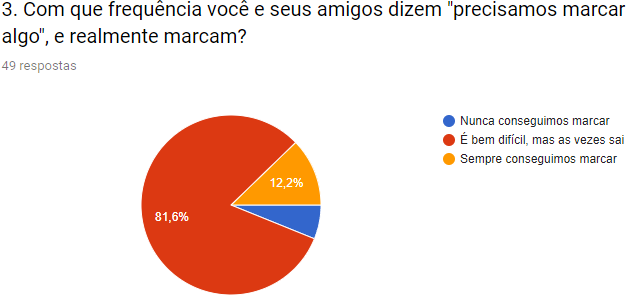 3. Com que frequência você e seus amigos dizem "precisamos marcar
algo", e realmente marcam?
49 respostas
Nunca conseguimos marcar
É bem difícil, mas as vezes sai
Sempre conseguimos marcar
12,2%
81,6%